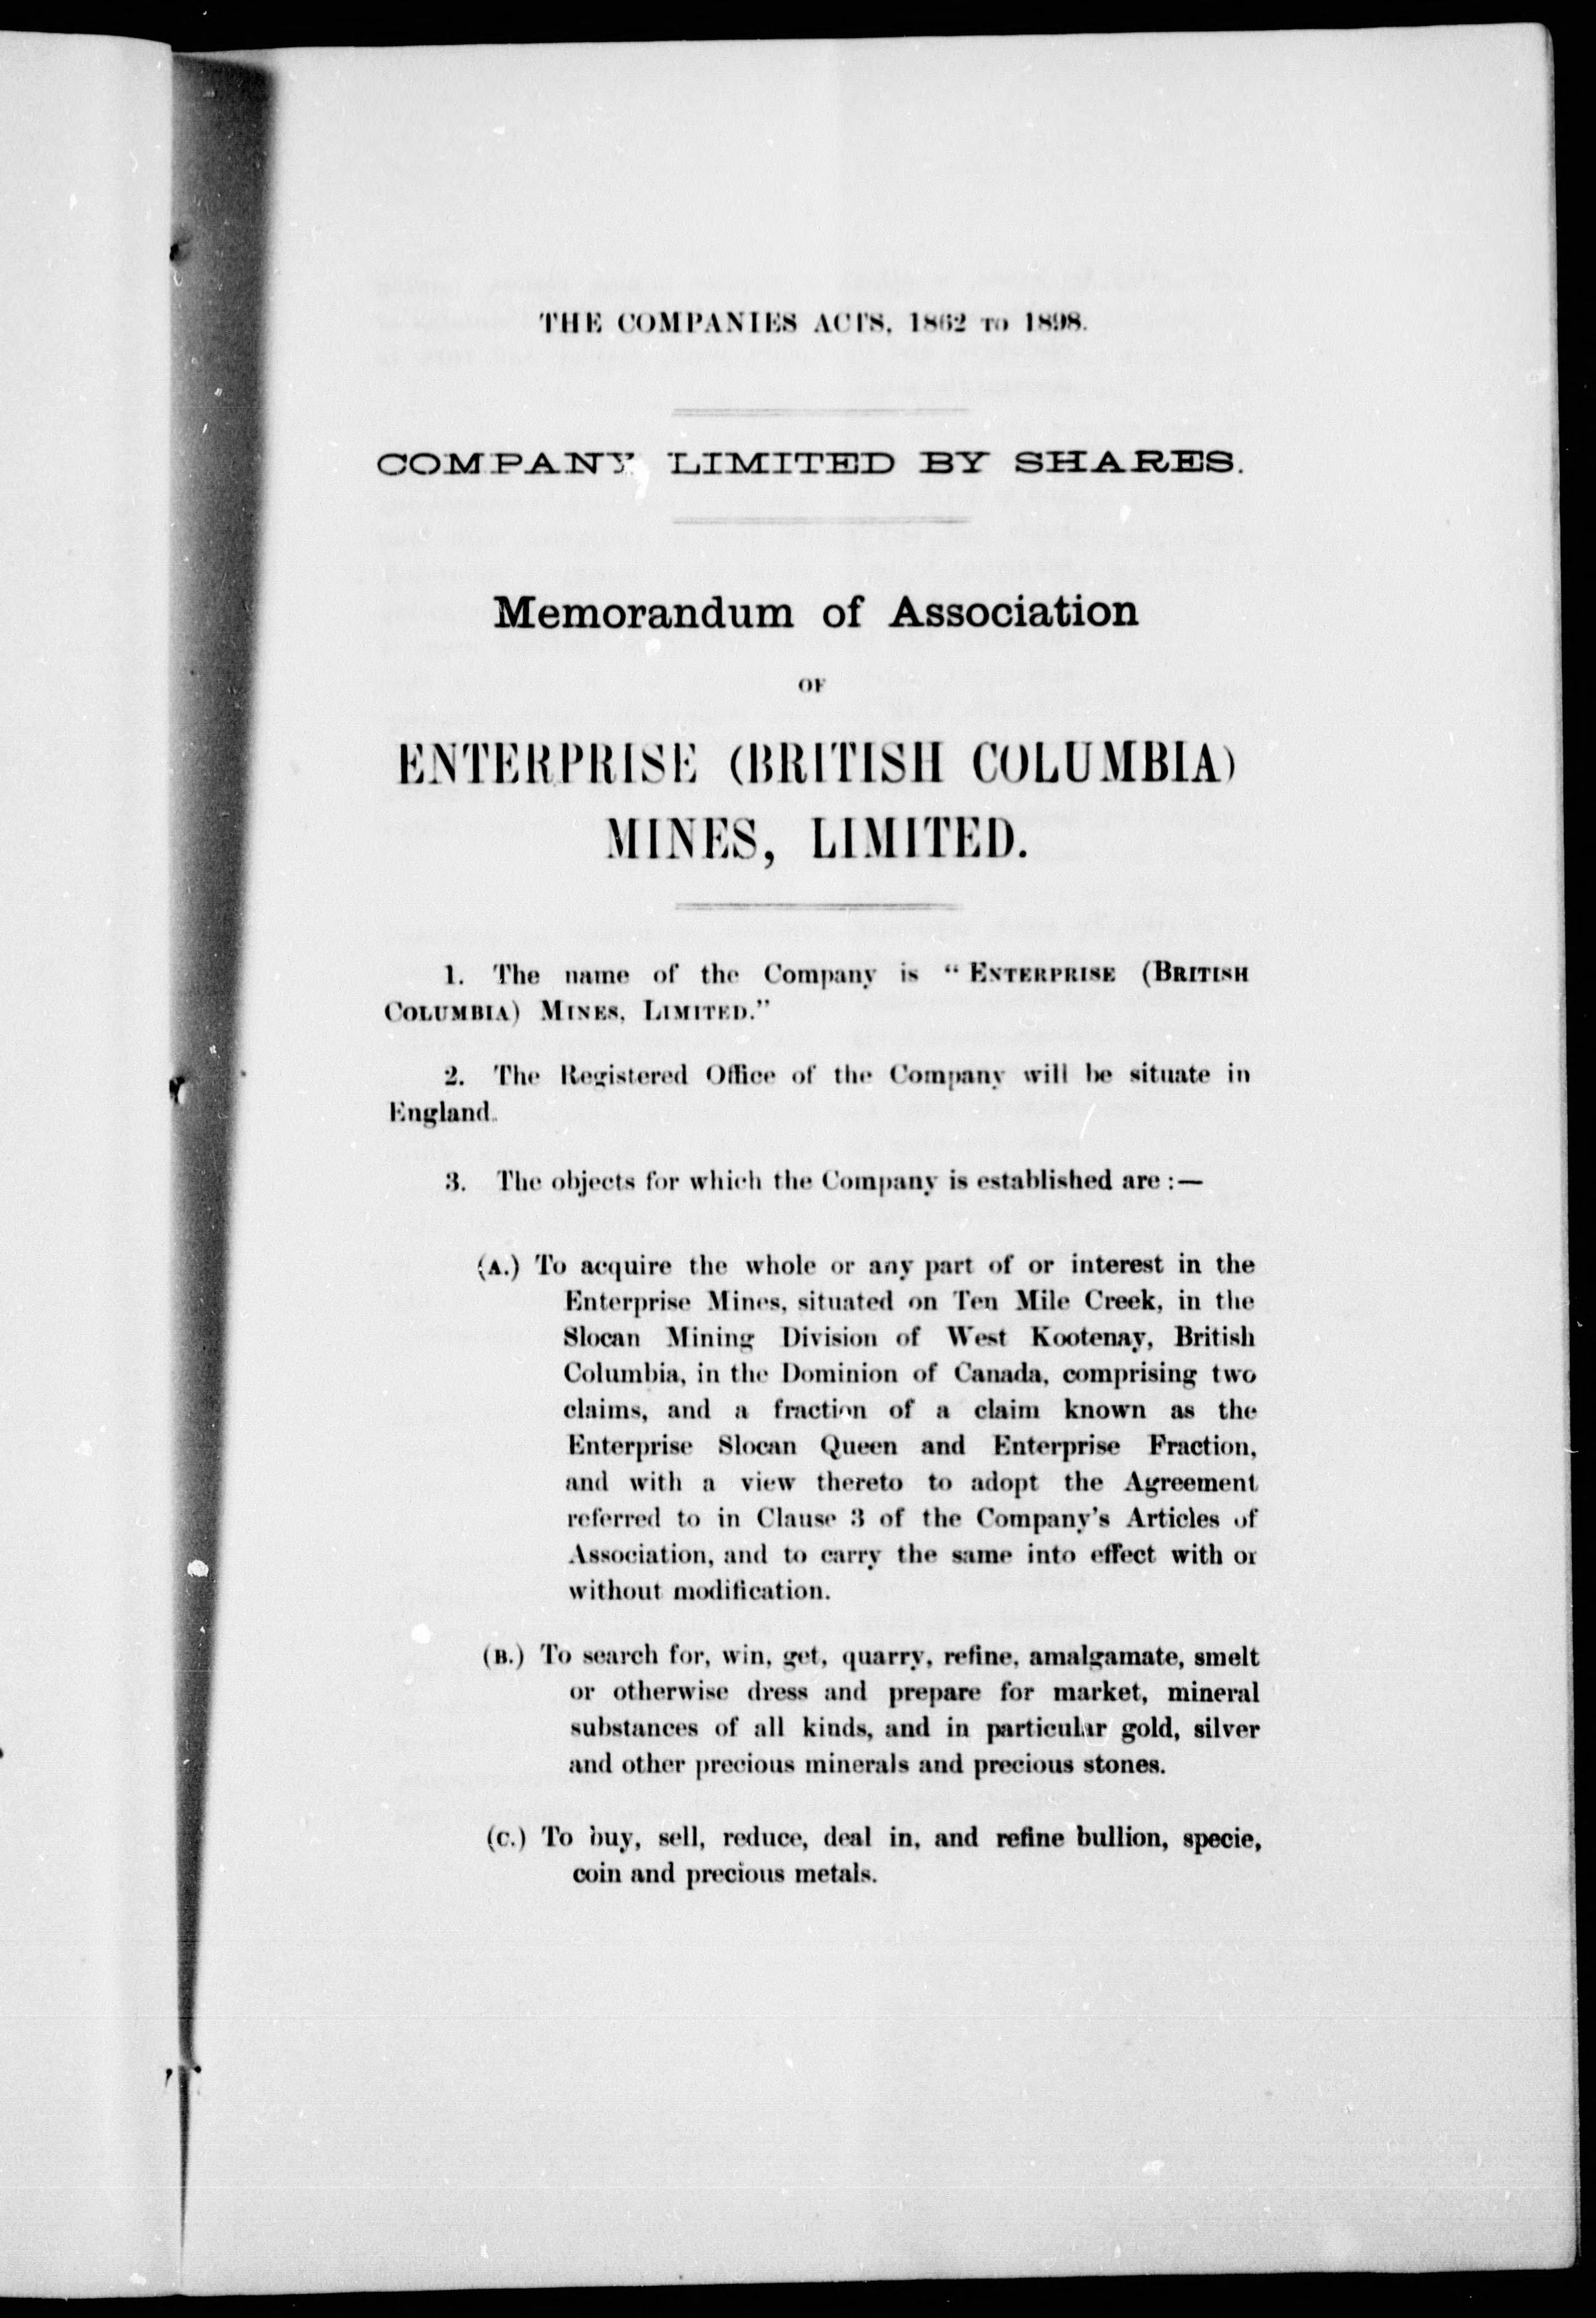 THE COMPANIES ACTS, 1862 TO 1898.
COMPANY LIMITED BY SHARES.
Memorandum of Association
OF
ENTERPRISE (BRITISH COLUMBIA)
MINES, LIMITED.
1. The name of the Company is “ ENTERPRISE (BRITISH
COLUMBIA) MINES, LIMITED.”
2. The Registered Office of the Company will be situate in
England.
3. The objects for which the Company is established are :—
(A.) To acquire the whole or any part of or interest in the
Enterprise Mines, situated on Ten Mile Creek, in the
Slocan Mining Division of West Kootenay, British
Columbia, in the Dominion of Canada, comprising two
claims, and a fraction of a claim known as the
Enterprise Slocan Queen and Enterprise Fraction,
and with a view thereto to adopt the Agreement
referred to in Clause 3 of the Company’s Articles of
Association, and to carry the same into effect with or
without modification.
(B.) To search for, win, get, quarry, refine, amalgamate, smelt
or otherwise dress and prepare for market, mineral
substances of all kinds, and in particular gold, silver
and other precious minerals and precious stones.
(C.) To buy, sell, reduce, deal in, and refine bullion, specie,
coin and precious metals.